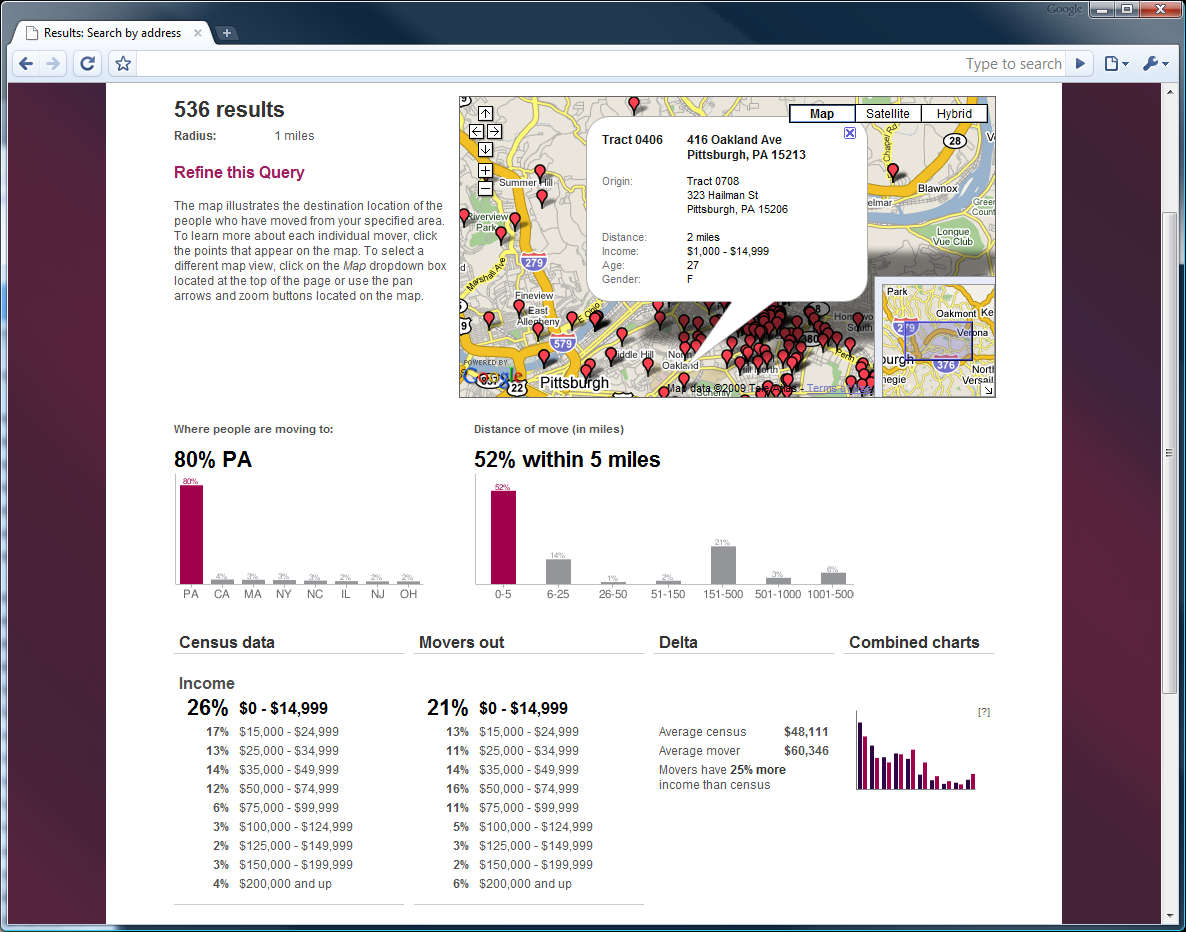 Google
Results: Search by address
Type to search
536 results
Radius: 1 miles
Refine this Query
The map illustrates the destination location of the
people who have moved from your specified area.
To learn more about each individual mover, click
the points that appear on the map. To select a
different map view, click on the Map dropdown box
located at the top of the page or use the pan
arrows and zoom buttons located on the map.
Map Satellite Hybrid
Tract 0406 416 Oakland Ave
Pittsburgh, PA 15213
Origin: Tract 0708
323 Hailman St
Pittsburgh, PA 15206
Distance: 2 miles
Income: $1,000 - $14,999
Age: 27
Gender: F
28
Summer Hill
Blawnox
Riverview
Park
Longue
Vue Club
279
Marshall Ave
Fineview
East
Allegheny
579
Middle Hill
North
Oakland
380
South
Pittsburgh
22
POWERED BY
Google
Map data ©2009 Tele Atlas - Terms of Use
Park
Oakmont
279
Verona
376
Where people are moving to:
80% PA
80% 4% 3% 3% 3% 2% 2% 2%
PA CA MA NY NC IL NJ OH
Distance of move (in miles)
52% within 5 miles
52% 14% 1% 2% 21% 3% 6%
0-5 6-25 26-50 51-150 151-500 501-1000 1001-500
Census data
Income
26% $0 - $14,999
17% $15,000 - $24,999
13% $25,000 - $34,999
14% $35,000 - $49,999
12% $50,000 - $74,999
6% $75,000 - $99,999
3% $100,000 - $124,999
2% $125,000 - $149,999
3% $150,000 - $199,999
4% $200,000 and up
Movers out
21% $0 - $14,999
13% $15,000 - $24,999
11% $25,000 - $34,999
14% $35,000 - $49,999
16% $50,000 - $74,999
11% $75,000 - $99,999
5% $100,000 - $124,999
3% $125,000 - $149,999
2% $150,000 - $199,999
6% $200,000 and up
Delta
Average census $48,111
Average mover $60,346
Movers have 25% more
income than census
Combined charts
[?]